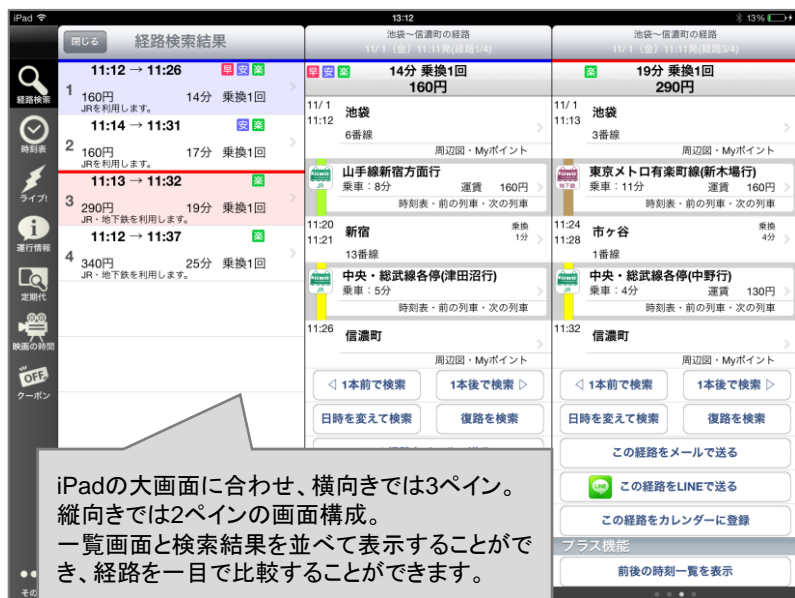 iPad
13:12
13%
閉じる
経路検索結果
経路検索
時刻表
ライブ!
運行情報
定期代
映画の時間
OFF
クーポン
その
11:12 → 11:26
早 安 楽
1
160円
14分 乗換1回
JRを利用します。
11:14 → 11:31
安 楽
2
160円
17分 乗換1回
JRを利用します。
11:13 → 11:32
楽
3
290円
19分 乗換1回
JR・地下鉄を利用します。
11:12 → 11:37
楽
4
340円
25分 乗換1回
JR・地下鉄を利用します。
池袋〜信濃町の経路
11/ 1（金）11:11発(経路1/4)
早 安 楽
14分 乗換1回
160円
11/ 1
11:12
池袋
6番線
周辺図・Myポイント
JR
山手線新宿方面行
乗車：8分
運賃 160円
時刻表・前の列車・次の列車
11:20
11:21
新宿
乗換
1分
13番線
JR
中央・総武線各停(津田沼行)
乗車：5分
時刻表・前の列車・次の列車
11:26
信濃町
周辺図・Myポイント
◁ 1本前で検索
1本後で検索 ▷
日時を変えて検索
復路を検索
池袋〜信濃町の経路
11/ 1（金）11:11発(経路3/4)
楽
19分 乗換1回
290円
11/ 1
11:13
池袋
3番線
周辺図・Myポイント
地下鉄
東京メトロ有楽町線(新木場行)
乗車：11分
運賃 160円
時刻表・前の列車・次の列車
11:24
11:28
市ヶ谷
乗換
4分
1番線
JR
中央・総武線各停(中野行)
乗車：4分
運賃 130円
時刻表・前の列車・次の列車
11:32
信濃町
周辺図・Myポイント
◁ 1本前で検索
1本後で検索 ▷
日時を変えて検索
復路を検索
この経路をメールで送る
LINE
この経路をLINEで送る
この経路をカレンダーに登録
プラス機能
前後の時刻一覧を表示
iPadの大画面に合わせ、横向きでは3ペイン。
縦向きでは2ペインの画面構成。
一覧画面と検索結果を並べて表示することがで
き、経路を一目で比較することができます。